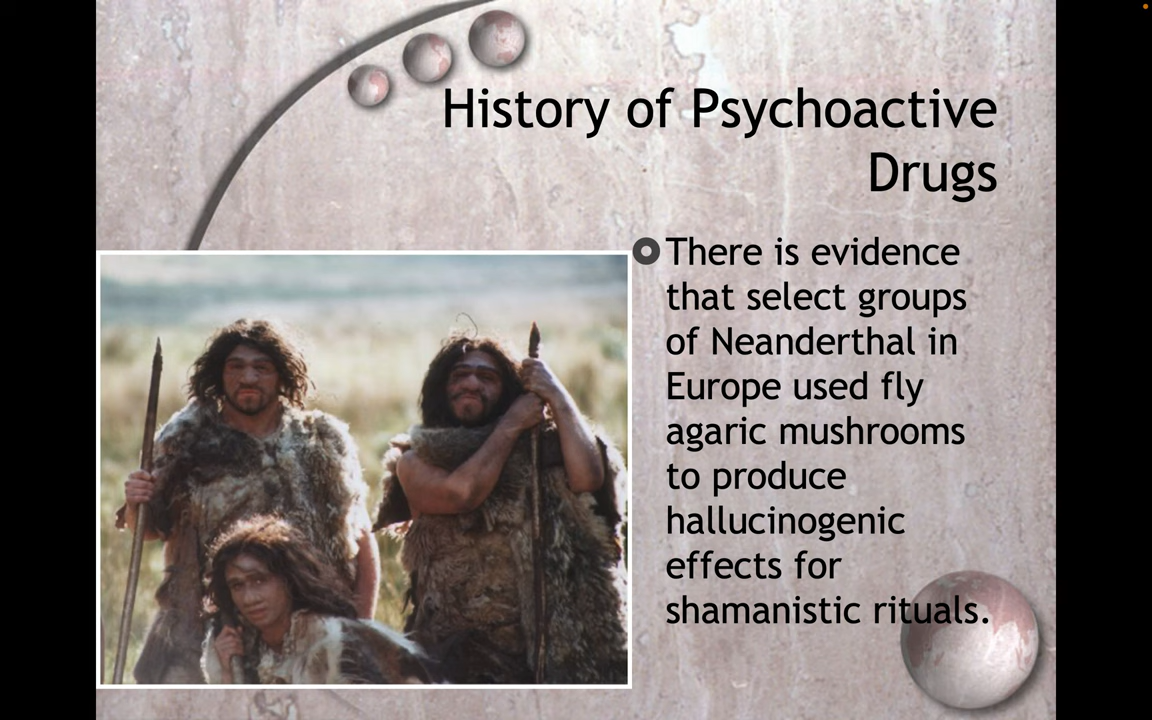 History of Psychoactive
Drugs
There is evidence
that select groups
of Neanderthal in
Europe used fly
agaric mushrooms
to produce
hallucinogenic
effects for
shamanistic rituals.